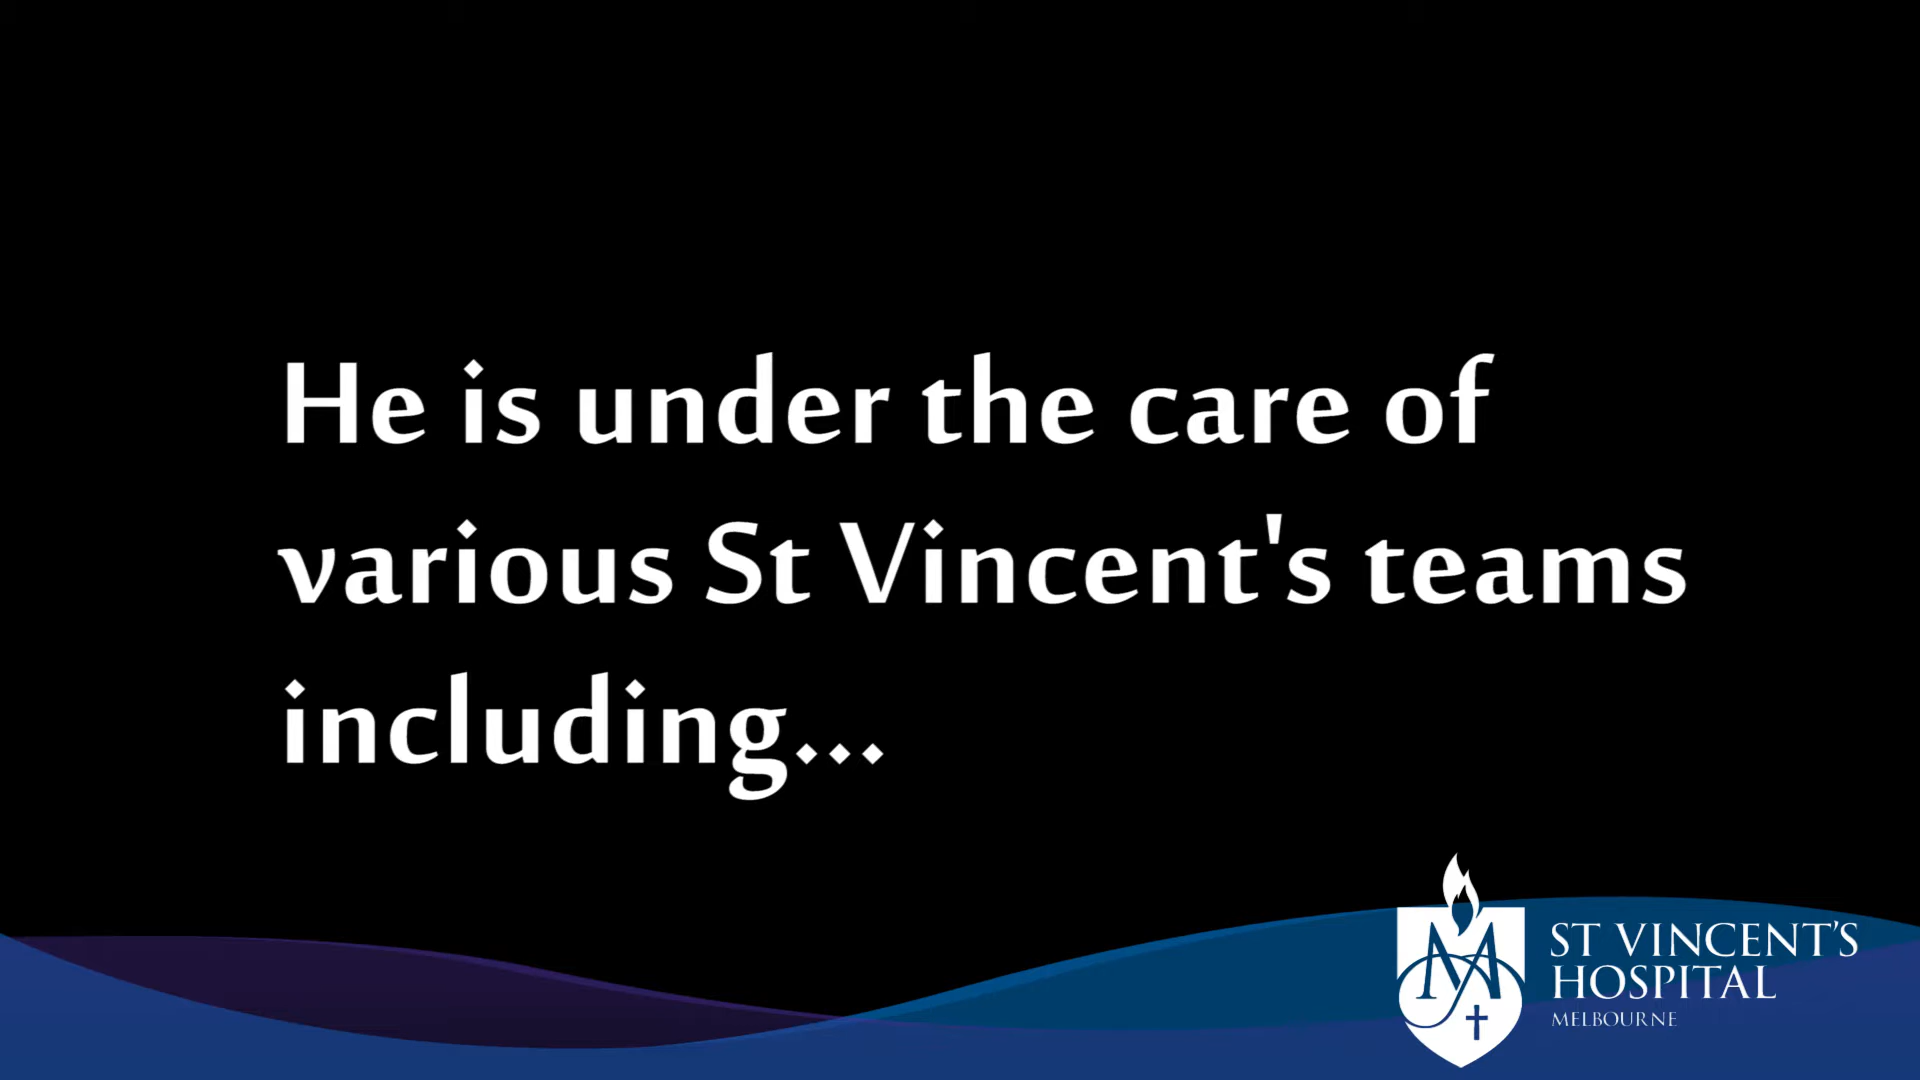 He is under the care of
various St Vincent's teams
including...
ST VINCENT'S
HOSPITAL
MELBOURNE